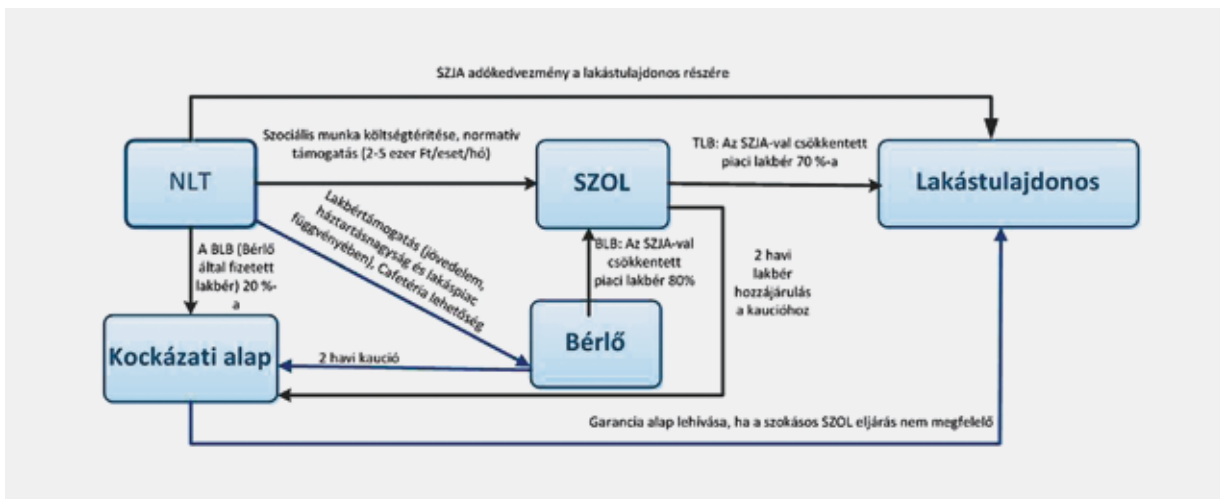 SZJA adókedvezmény a lakástulajdonos részére
Szociális munka költségtérítése, normatív
támogatás (2-5 ezer Ft/eset/hó)
TLB: Az SZJA-val csökkentett
piaci lakbér 70 %-a
NLT
SZOL
Lakástulajdonos
Lakbértámogatás (jövedelem,
háztartásnagyság és lakáspiac
függvényében), Cafetéria lehetőség
A BLB (Bérlő
által fizetett
lakbér) 20 %-
a
BLB: Az SZJA-val
csökkentett
piaci lakbér 80%
2 havi
lakbér
hozzájárulás
a kaucióhoz
Kockázati alap
2 havi kaució
Bérlő
Garancia alap lehívása, ha a szokásos SZOL eljárás nem megfelelő